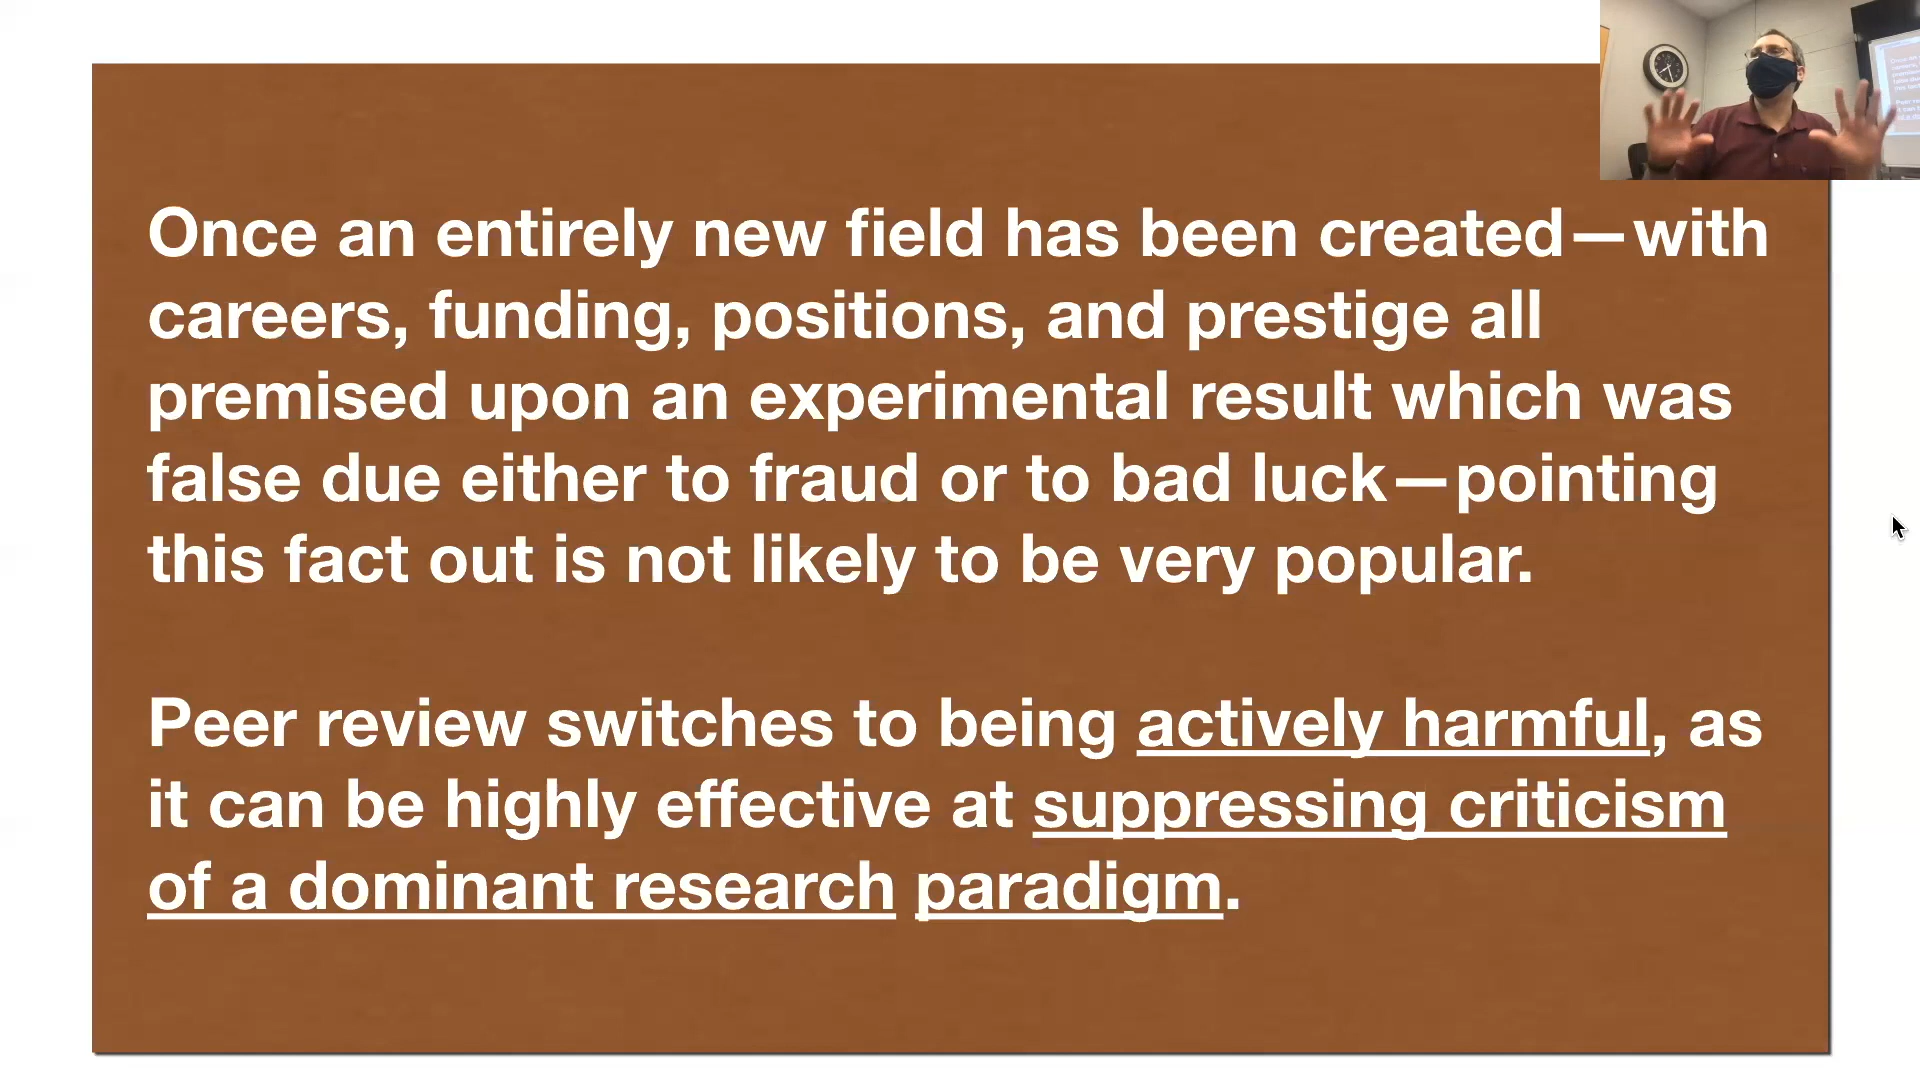 Once an entirely new field has been created—with
careers, funding, positions, and prestige all
premised upon an experimental result which was
false due either to fraud or to bad luck—pointing
this fact out is not likely to be very popular.
Peer review switches to being actively harmful, as
it can be highly effective at suppressing criticism
of a dominant research paradigm.